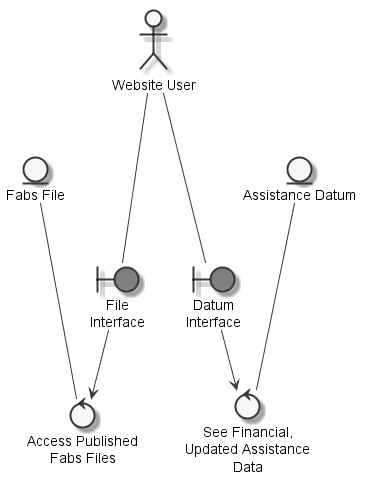 Website User
Fabs File
Assistance Datum
File
Interface
Datum
Interface
Access Published
Fabs Files
See Financial,
Updated Assistance
Data